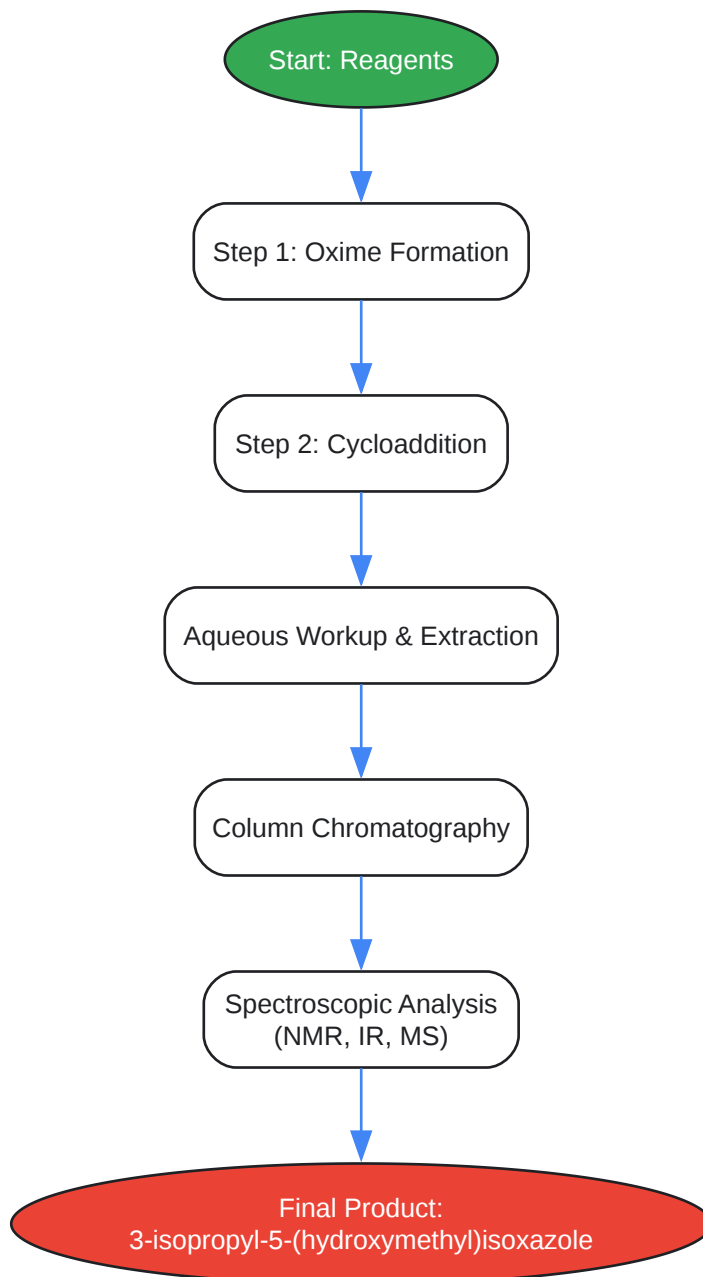 Start: Reagents
Step 1: Oxime Formation
Step 2: Cycloaddition
Aqueous Workup & Extraction
Column Chromatography
Spectroscopic Analysis
(NMR, IR, MS)
Final Product:
3-isopropyl-5-(hydroxymethyl)isoxazole